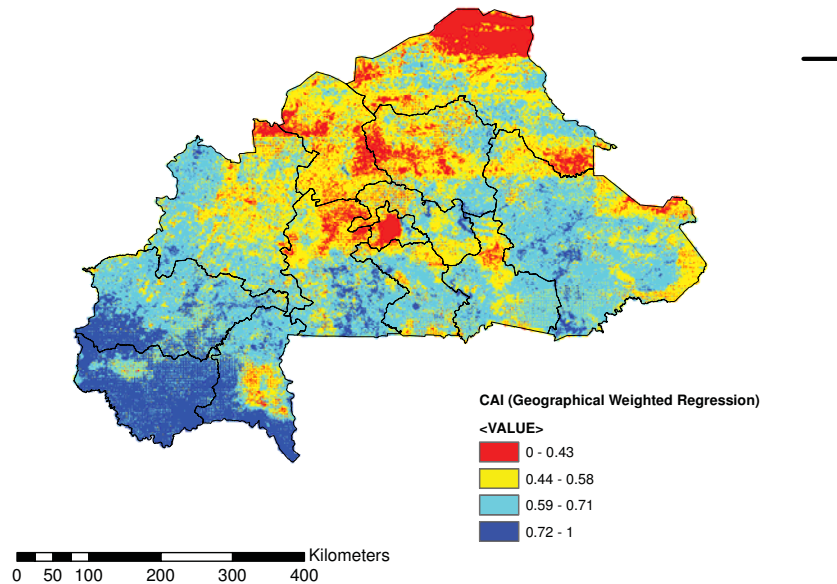 CAI (Geographical Weighted Regression)
<VALUE>
0 - 0.43
0.44 - 0.58
0.59 - 0.71
0.72 - 1
Kilometers
0 50 100 200 300 400